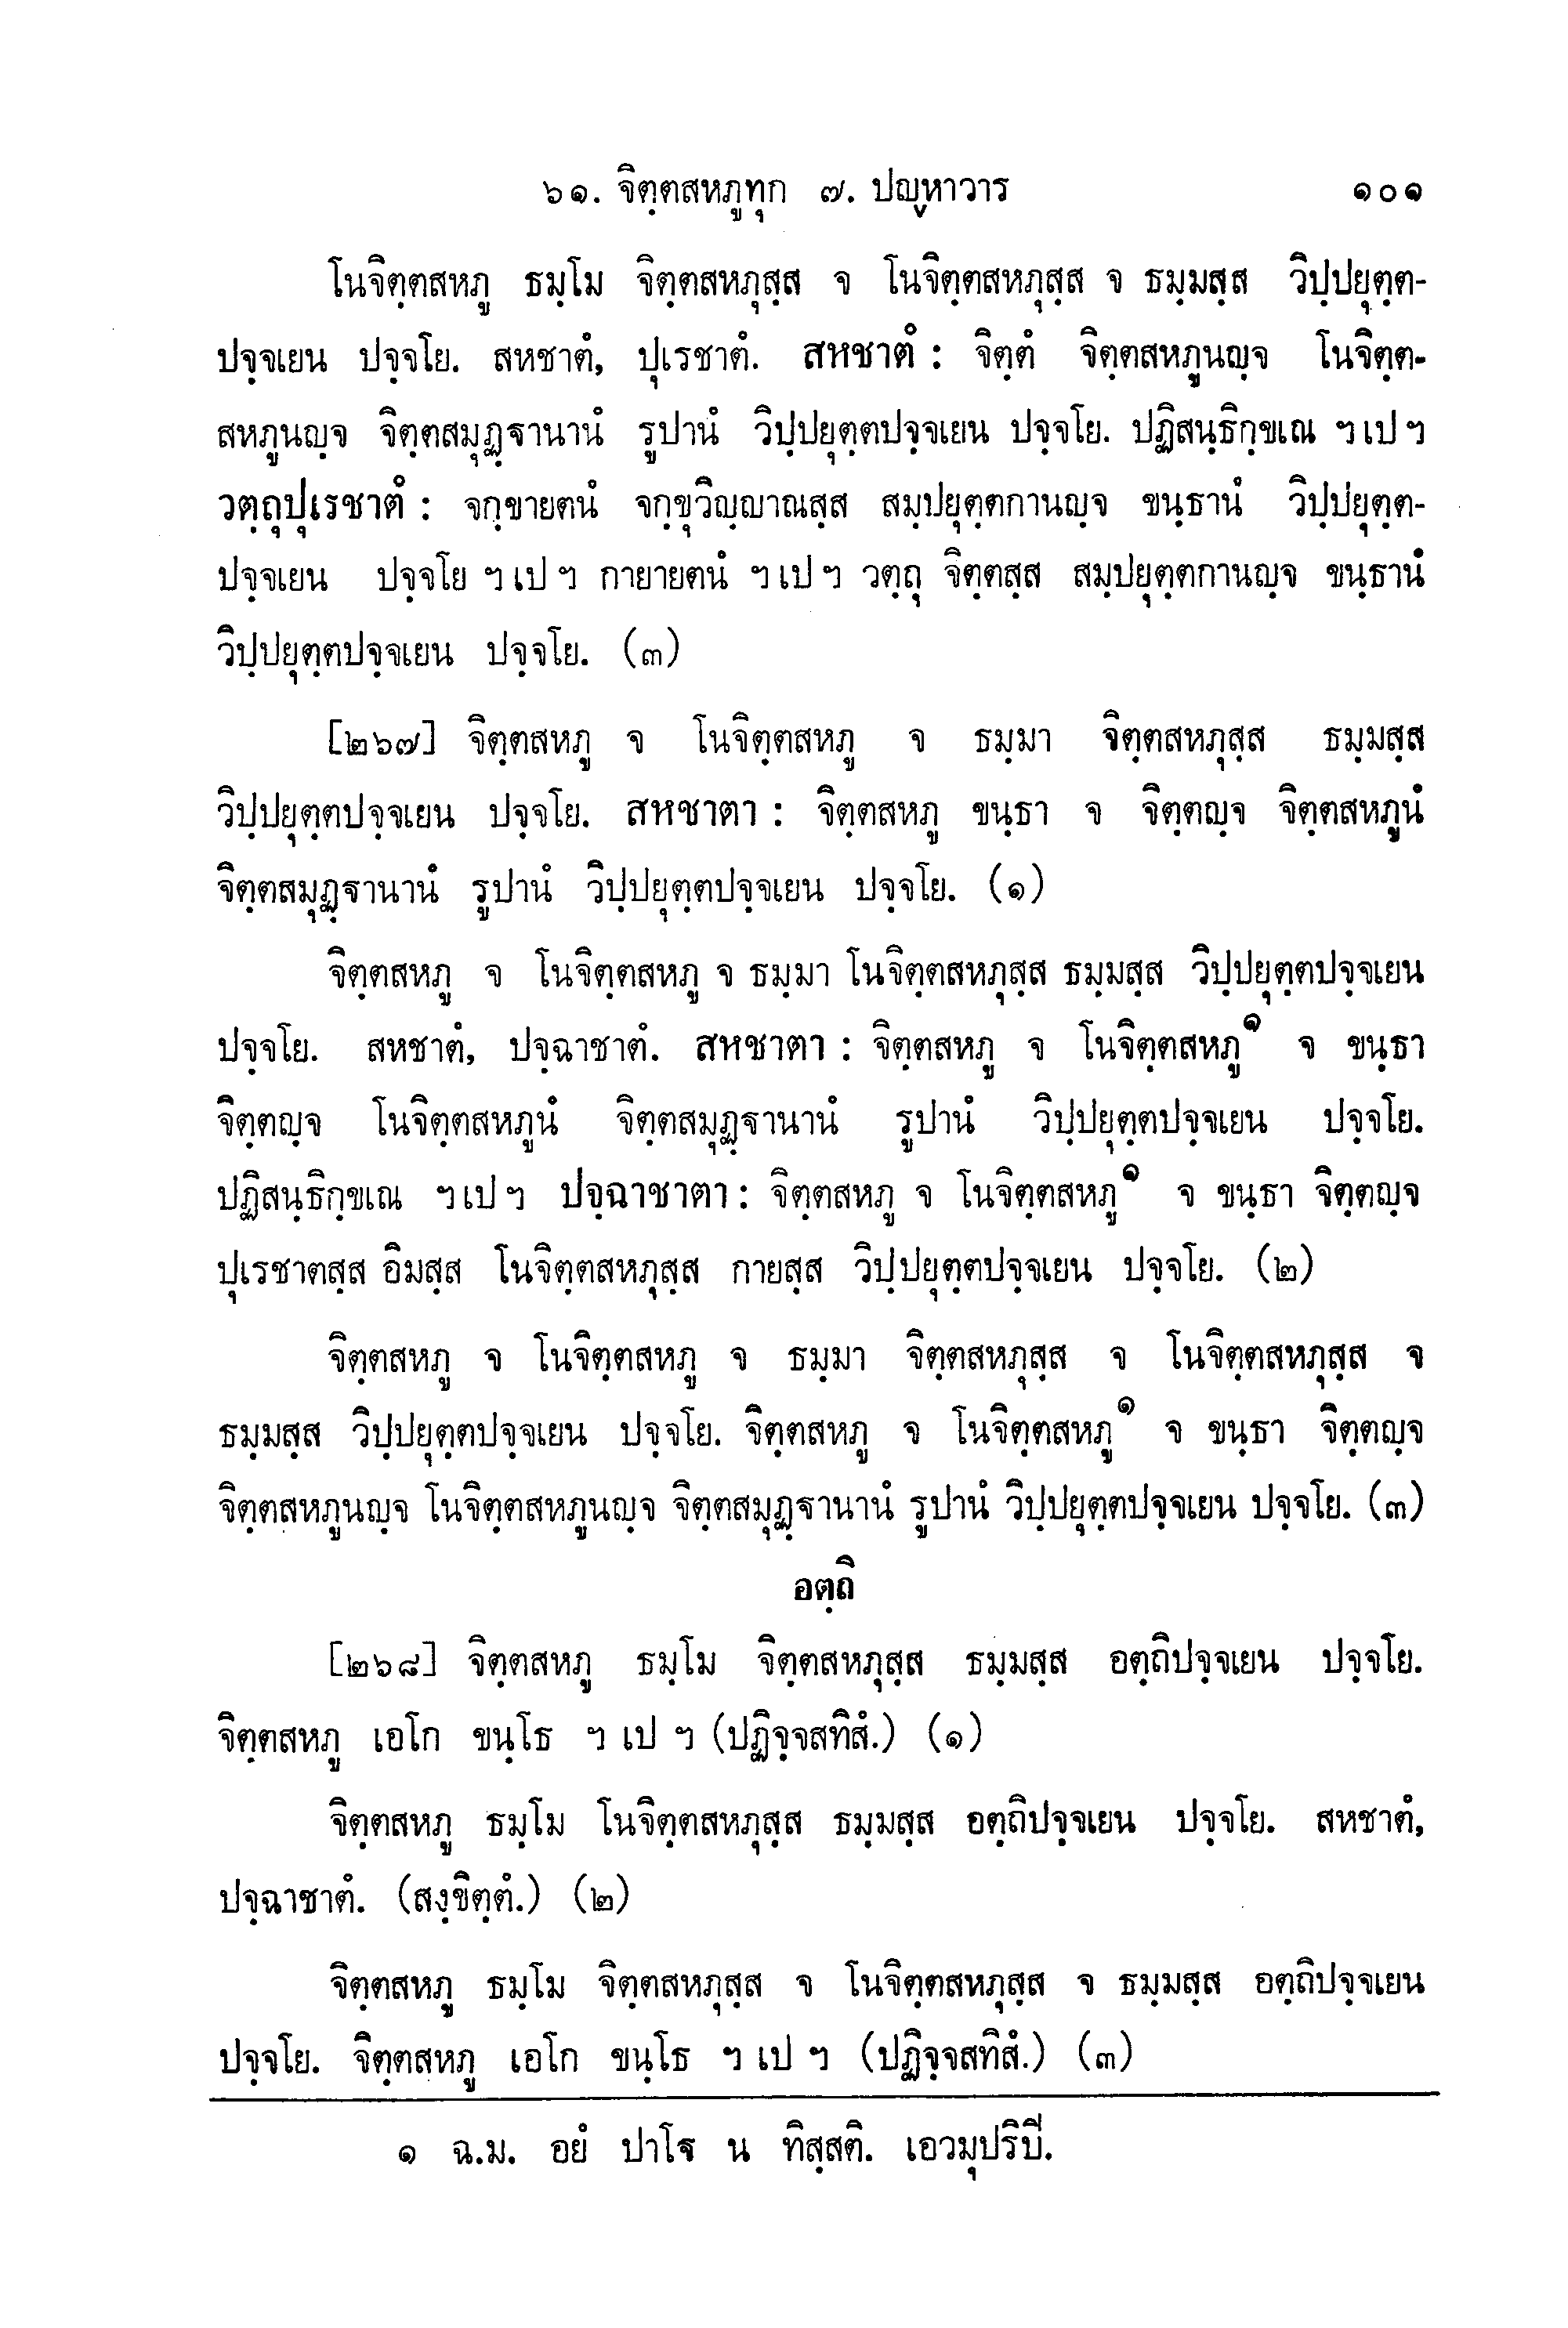 ๖๑. จิตฺตสหภูทุก ๗. ปญฺหาวาร ๑๐๑
โนจิตฺตสหภู ธมฺโม จิตฺตสหภุสฺส จ โนจิตฺตสหภุสฺส จ ธมฺมสฺส วิปฺปยุตฺต-
ปจฺจเยน ปจฺจโย. สหชาตํ, ปุเรชาตํ. สหชาตํ : จิตฺตํ จิตฺตสหภูนญฺจ โนจิตฺต-
สหภูนญฺจ จิตฺตสมุฏฺฐานานํ รูปานํ วิปฺปยุตฺตปจฺจเยน ปจฺจโย. ปฏิสนฺธิกฺขเณ ฯ เป ฯ
วตฺถุปุเรชาตํ : จกฺขายตนํ จกฺขุวิญฺญาณสฺส สมฺปยุตฺตกานญฺจ ขนฺธานํ วิปฺปยุตฺต-
ปจฺจเยน ปจฺจโย ฯ เป ฯ กายายตนํ ฯ เป ฯ วตฺถุ จิตฺตสฺส สมฺปยุตฺตกานญฺจ ขนฺธานํ
วิปฺปยุตฺตปจฺจเยน ปจฺจโย. (๓)
[๒๖๗] จิตฺตสหภู จ โนจิตฺตสหภู จ ธมฺมา จิตฺตสหภุสฺส ธมฺมสฺส
วิปฺปยุตฺตปจฺจเยน ปจฺจโย. สหชาตา : จิตฺตสหภู ขนฺธา จ จิตฺตญฺจ จิตฺตสหภูนํ
จิตฺตสมุฏฺฐานานํ รูปานํ วิปฺปยุตฺตปจฺจเยน ปจฺจโย. (๑)
จิตฺตสหภู จ โนจิตฺตสหภู จ ธมฺมา โนจิตฺตสหภุสฺส ธมฺมสฺส วิปฺปยุตฺตปจฺจเยน
ปจฺจโย. สหชาตํ, ปจฺฉาชาตํ. สหชาตา : จิตฺตสหภู จ โนจิตฺตสหภู๑ จ ขนฺธา
จิตฺตญฺจ โนจิตฺตสหภูนํ จิตฺตสมุฏฺฐานานํ รูปานํ วิปฺปยุตฺตปจฺจเยน ปจฺจโย.
ปฏิสนฺธิกฺขเณ ฯ เป ฯ ปจฺฉาชาตา : จิตฺตสหภู จ โนจิตฺตสหภู๑ จ ขนฺธา จิตฺตญฺจ
ปุเรชาตสฺส อิมสฺส โนจิตฺตสหภุสฺส กายสฺส วิปฺปยุตฺตปจฺจเยน ปจฺจโย. (๒)
จิตฺตสหภู จ โนจิตฺตสหภู จ ธมฺมา จิตฺตสหภุสฺส จ โนจิตฺตสหภุสฺส จ
ธมฺมสฺส วิปฺปยุตฺตปจฺจเยน ปจฺจโย. จิตฺตสหภู จ โนจิตฺตสหภู๑ จ ขนฺธา จิตฺตญฺจ
จิตฺตสหภูนญฺจ โนจิตฺตสหภูนญฺจ จิตฺตสมุฏฺฐานานํ รูปานํ วิปฺปยุตฺตปจฺจเยน ปจฺจโย. (๓)
อตฺถิ
[๒๖๘] จิตฺตสหภู ธมฺโม จิตฺตสหภุสฺส ธมฺมสฺส อตฺถิปจฺจเยน ปจฺจโย.
จิตฺตสหภู เอโก ขนฺโธ ฯ เป ฯ (ปฏิจฺจสทิสํ.) (๑)
จิตฺตสหภู ธมฺโม โนจิตฺตสหภุสฺส ธมฺมสฺส อตฺถิปจฺจเยน ปจฺจโย. สหชาตํ,
ปจฺฉาชาตํ. (สงฺขิตฺตํ.) (๒)
จิตฺตสหภู ธมฺโม จิตฺตสหภุสฺส จ โนจิตฺตสหภุสฺส จ ธมฺมสฺส อตฺถิปจฺจเยน
ปจฺจโย. จิตฺตสหภู เอโก ขนฺโธ ฯ เป ฯ (ปฏิจฺจสทิสํ.) (๓)
๑ ฉ.ม. อยํ ปาโฐ น ทิสฺสติ. เอวมุปริปี.